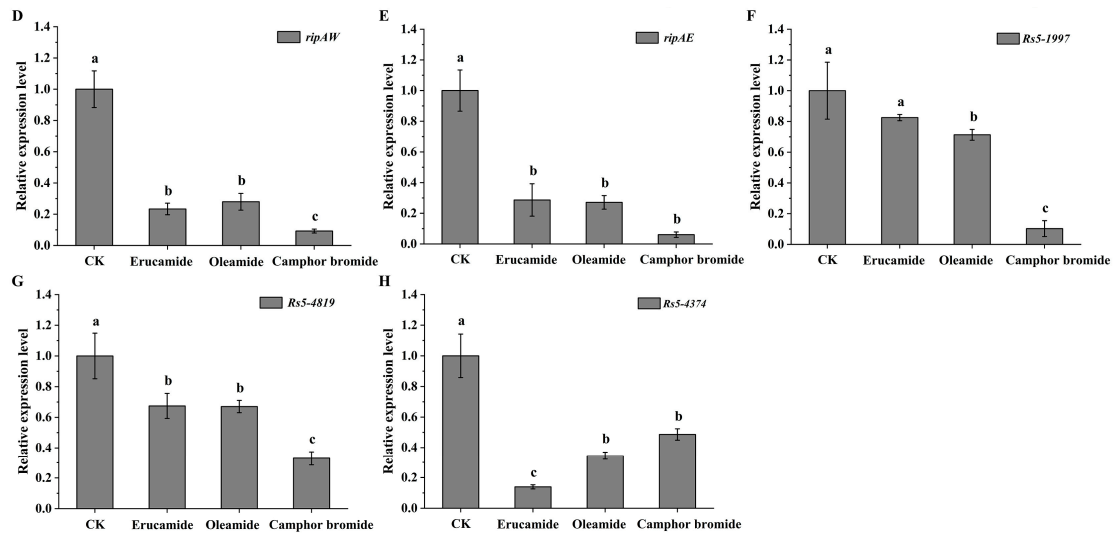 D
ripAW
Relative expression level
1.4
1.2
1.0
0.8
0.6
0.4
0.2
0.0
a
b
b
c
CK
Erucamide
Oleamide
Camphor bromide
E
ripAE
Relative expression level
1.4
1.2
1.0
0.8
0.6
0.4
0.2
0.0
a
b
b
b
CK
Erucamide
Oleamide
Camphor bromide
F
Rs5-1997
Relative expression level
1.4
1.2
1.0
0.8
0.6
0.4
0.2
0.0
a
a
b
c
CK
Erucamide
Oleamide
Camphor bromide
G
Rs5-4819
Relative expression level
1.4
1.2
1.0
0.8
0.6
0.4
0.2
0.0
a
b
b
c
CK
Erucamide
Oleamide
Camphor bromide
H
Rs5-4374
Relative expression level
1.4
1.2
1.0
0.8
0.6
0.4
0.2
0.0
a
c
b
b
CK
Erucamide
Oleamide
Camphor bromide